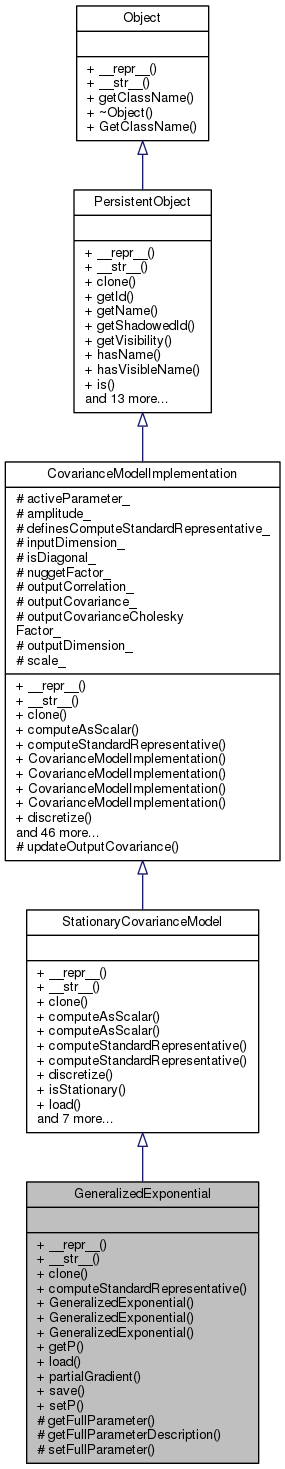 Object
+ __repr__()
+ __str__()
+ getClassName()
+ ~Object()
+ GetClassName()
PersistentObject
+ __repr__()
+ __str__()
+ clone()
+ getId()
+ getName()
+ getShadowedId()
+ getVisibility()
+ hasName()
+ hasVisibleName()
+ is()
and 13 more...
CovarianceModelImplementation
# activeParameter_
# amplitude_
# definesComputeStandardRepresentative_
# inputDimension_
# isDiagonal_
# nuggetFactor_
# outputCorrelation_
# outputCovariance_
# outputCovarianceCholesky
Factor_
# outputDimension_
# scale_
+ __repr__()
+ __str__()
+ clone()
+ computeAsScalar()
+ computeStandardRepresentative()
+ CovarianceModelImplementation()
+ CovarianceModelImplementation()
+ CovarianceModelImplementation()
+ CovarianceModelImplementation()
+ discretize()
and 46 more...
# updateOutputCovariance()
StationaryCovarianceModel
+ __repr__()
+ __str__()
+ clone()
+ computeAsScalar()
+ computeAsScalar()
+ computeStandardRepresentative()
+ computeStandardRepresentative()
+ discretize()
+ isStationary()
+ load()
and 7 more...
GeneralizedExponential
+ __repr__()
+ __str__()
+ clone()
+ computeStandardRepresentative()
+ GeneralizedExponential()
+ GeneralizedExponential()
+ GeneralizedExponential()
+ getP()
+ load()
+ partialGradient()
+ save()
+ setP()
# getFullParameter()
# getFullParameterDescription()
# setFullParameter()